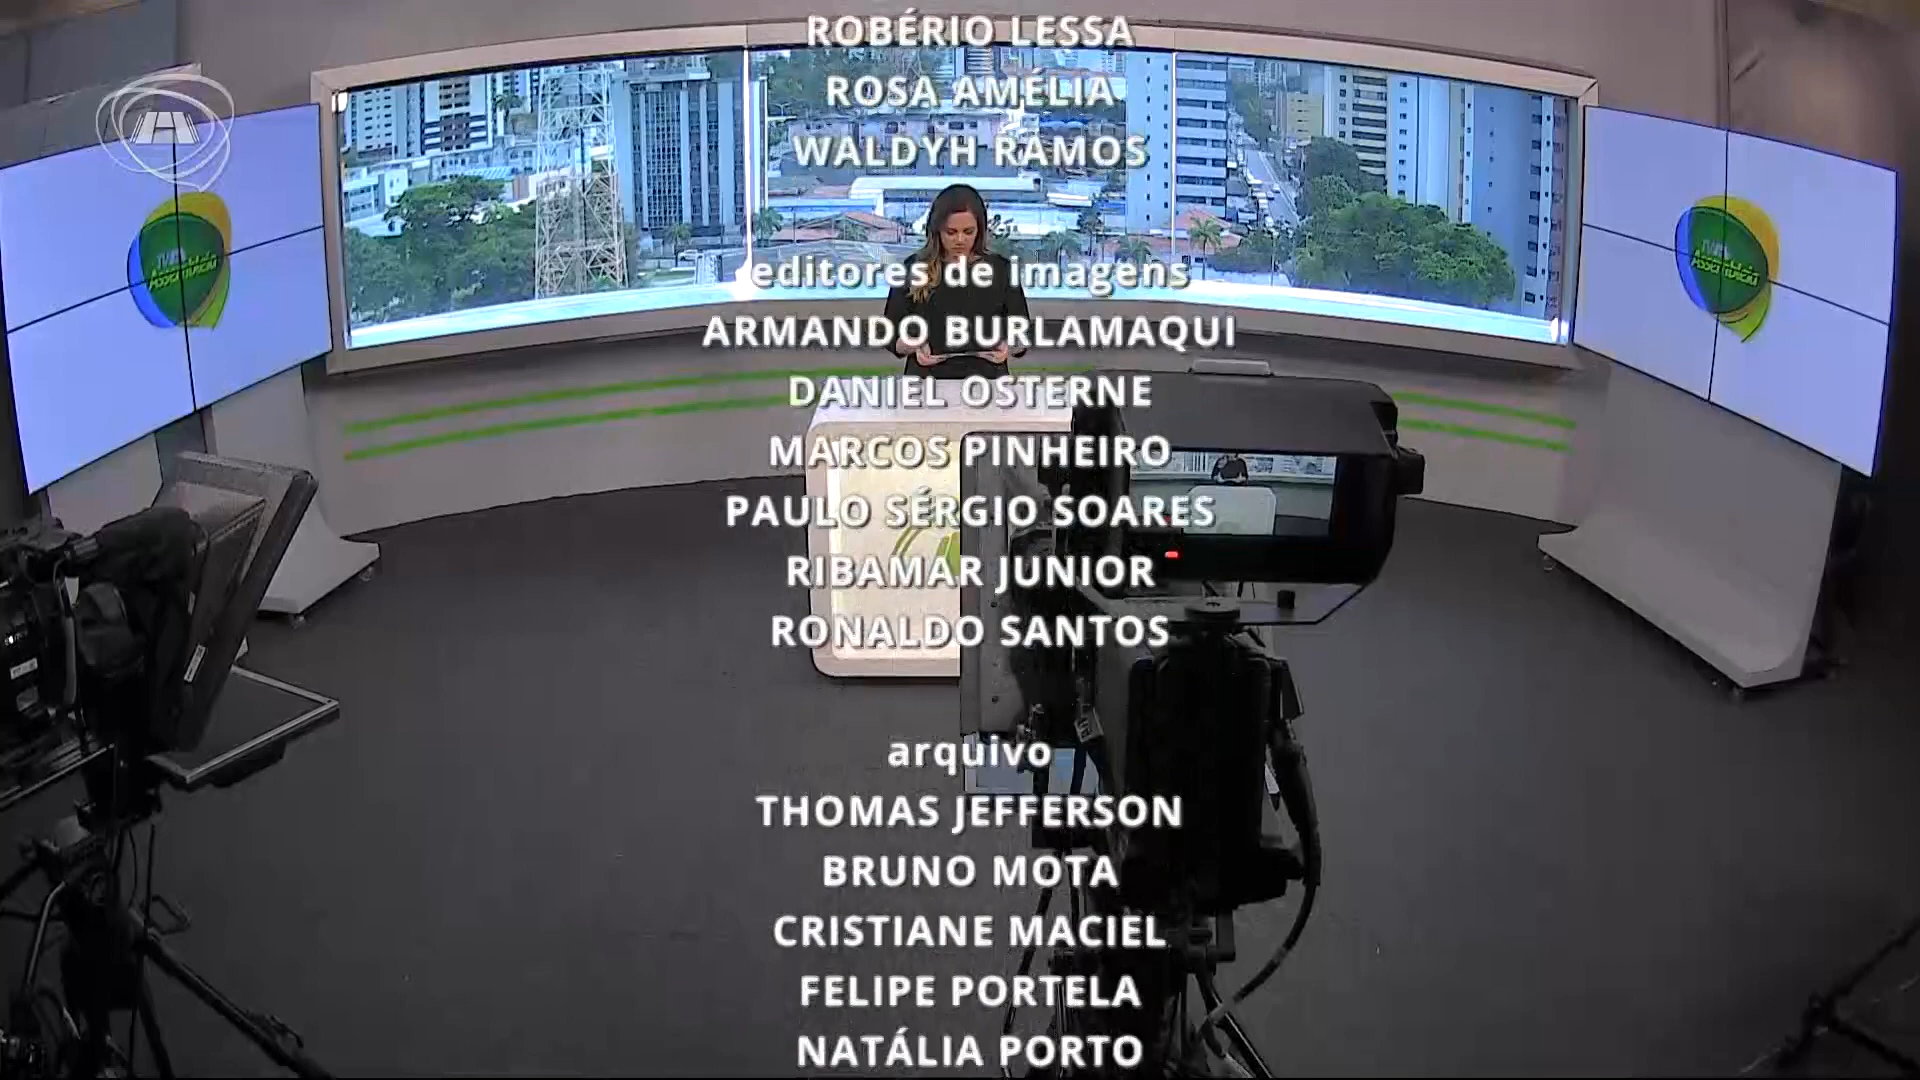 ROBÉRIO LESSA
ROSA AMÉLIA
WALDYH RAMOS
editores de imagens
ARMANDO BURLAMAQUI
DANIEL OSTERNE
MARCOS PINHEIRO
PAULO SÉRGIO SOARES
RIBAMAR JUNIOR
RONALDO SANTOS
arquivo
THOMAS JEFFERSON
BRUNO MOTA
CRISTIANE MACIEL
FELIPE PORTELA
NATÁLIA PORTO